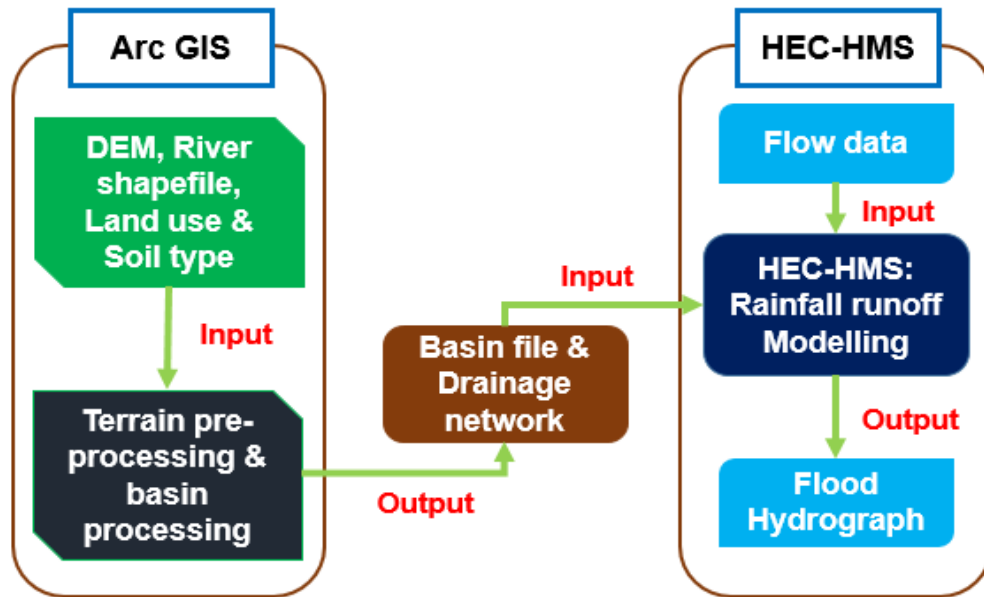 Arc GIS
DEM, River
shapefile,
Land use &
Soil type
Input
Terrain pre-
processing &
basin
processing
Output
Basin file &
Drainage
network
Input
HEC-HMS
Flow data
Input
HEC-HMS:
Rainfall runoff
Modelling
Output
Flood
Hydrograph